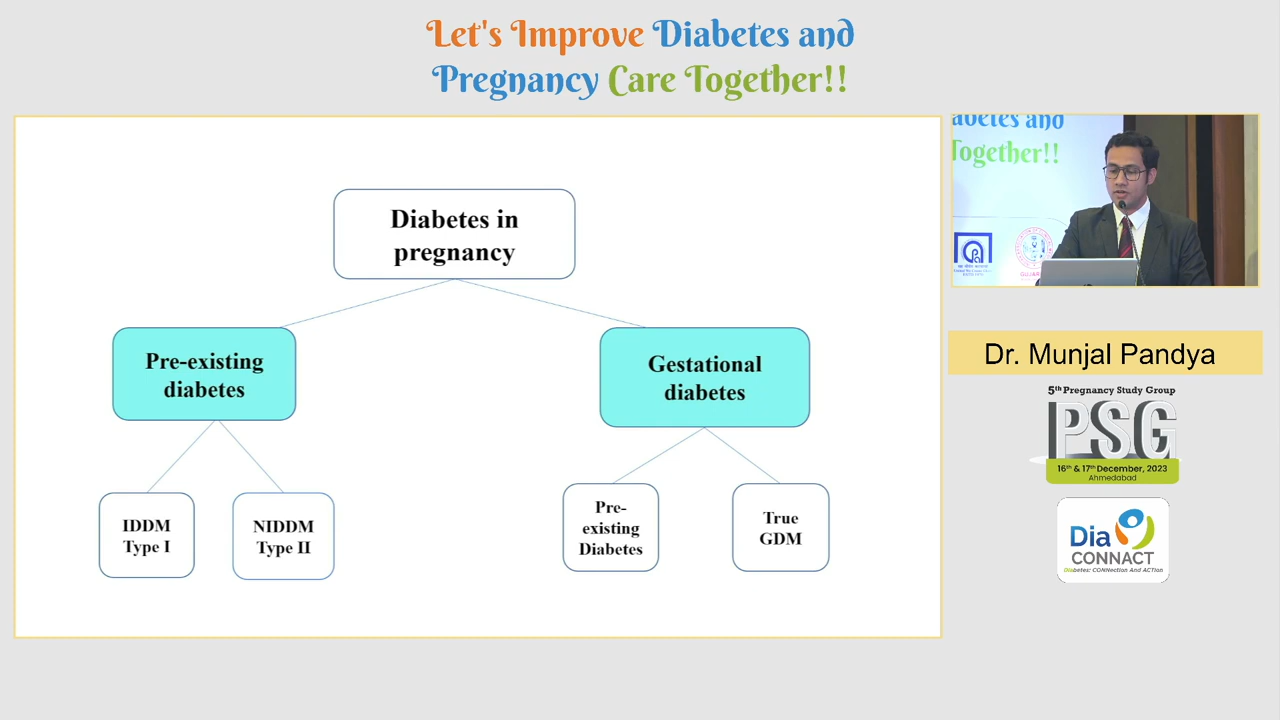 Let's Improve Diabetes and
Pregnancy Care Together!!
Diabetes in
pregnancy
Pre-existing
diabetes
Gestational
diabetes
IDDM
Type I
NIDDM
Type II
Pre-
existing
Diabetes
True
GDM
abetes and
Together!!
Dr. Munjal Pandya
5th Pregnancy Study Group
PSG
16th & 17th December, 2023
Ahmedabad
Dia
CONNACT
Diabetes: CONNection And ACTion